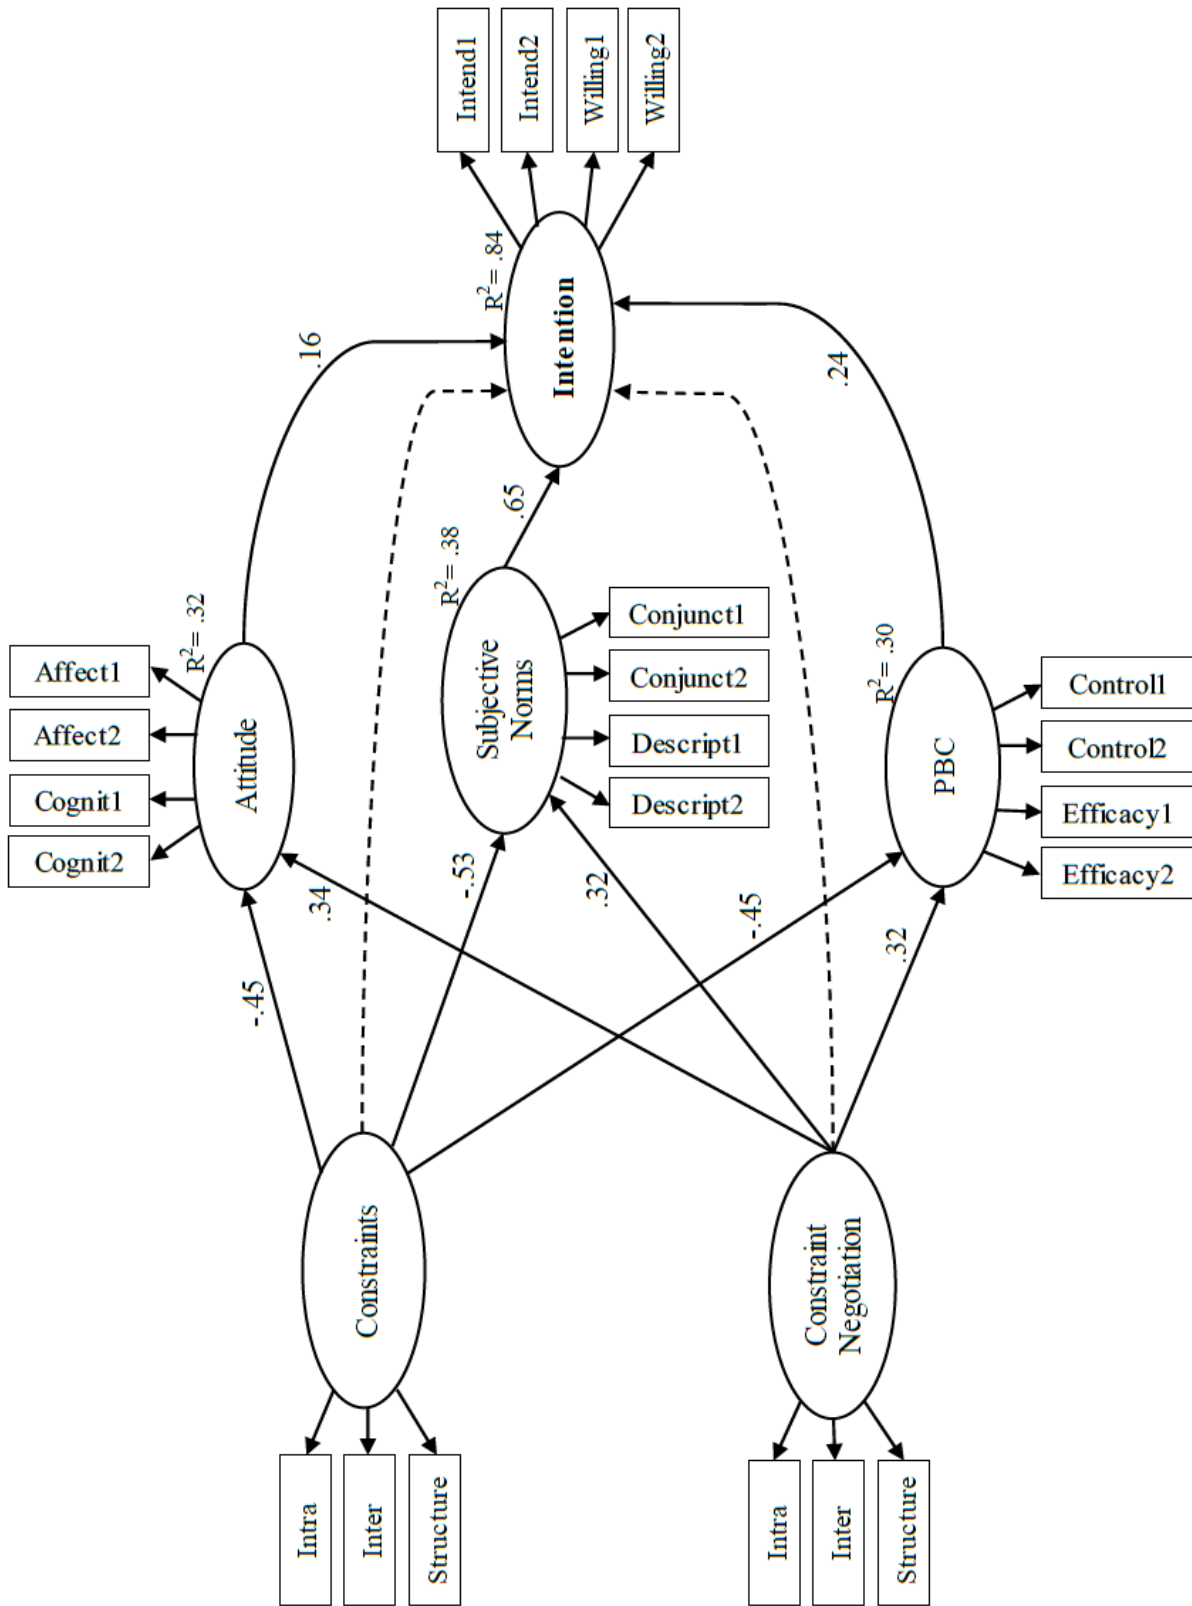 Intend1
Intend2
Willing1
Willing2
R²= .84
Intention
.16
.24
.65
R²= .38
Subjective
Norms
Conjunct1
Conjunct2
Descript1
Descript2
R²= .32
Affect1
Affect2
Cognit1
Cognit2
Attitude
R²= .30
PBC
Control1
Control2
Efficacy1
Efficacy2
.34
-.53
.32
-.45
.32
-.45
Constraints
Constraint
Negotiation
Intra
Inter
Structure
Intra
Inter
Structure